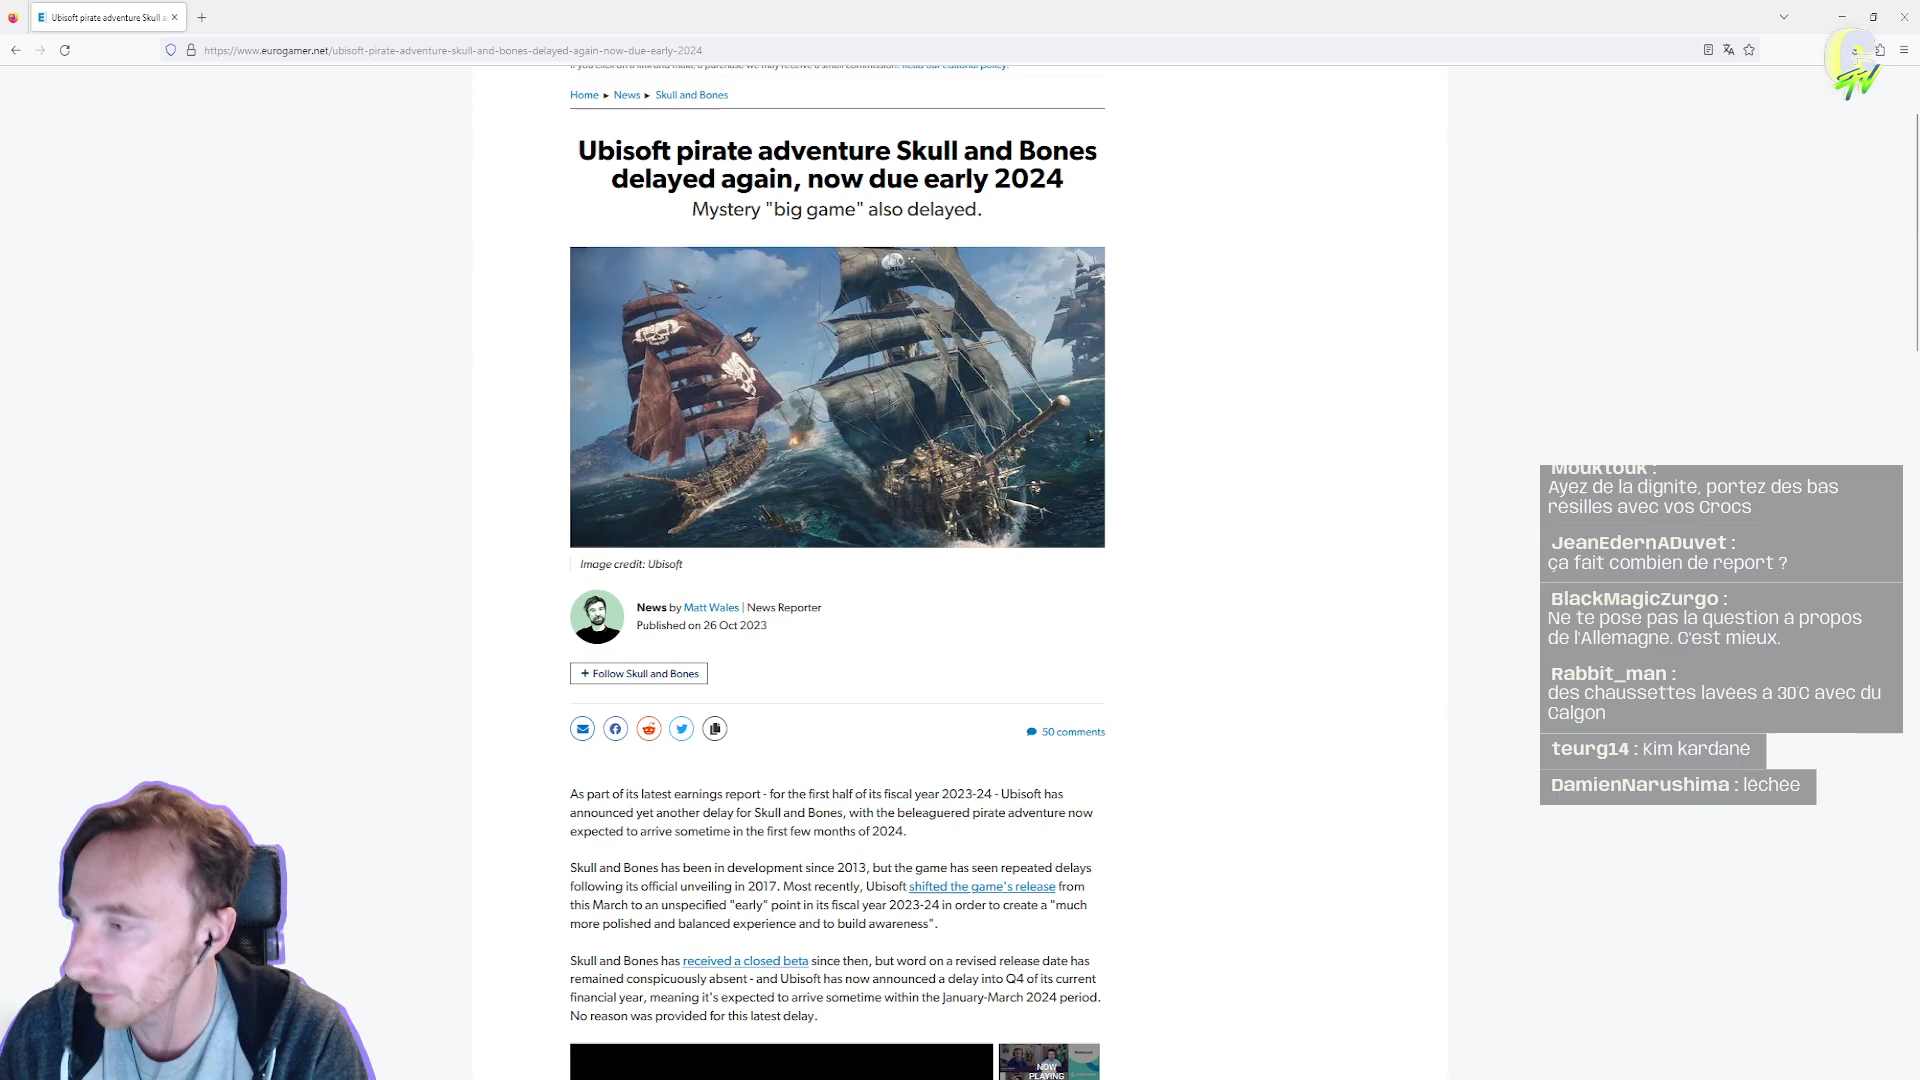 Ubisoft pirate adventure Skull a
https://www.eurogamer.net/ubisoft-pirate-adventure-skull-and-bones-delayed-again-now-due-early-2024
If you click on a link and make a purchase we may receive a small commission. Read our editorial policy.
Home ▸ News ▸ Skull and Bones
Ubisoft pirate adventure Skull and Bones
delayed again, now due early 2024
Mystery "big game" also delayed.
Image credit: Ubisoft
News by Matt Wales | News Reporter
Published on 26 Oct 2023
+ Follow Skull and Bones
50 comments
As part of its latest earnings report - for the first half of its fiscal year 2023-24 - Ubisoft has
announced yet another delay for Skull and Bones, with the beleaguered pirate adventure now
expected to arrive sometime in the first few months of 2024.
Skull and Bones has been in development since 2013, but the game has seen repeated delays
following its official unveiling in 2017. Most recently, Ubisoft shifted the game's release from
this March to an unspecified "early" point in its fiscal year 2023-24 in order to create a "much
more polished and balanced experience and to build awareness".
Skull and Bones has received a closed beta since then, but word on a revised release date has
remained conspicuously absent - and Ubisoft has now announced a delay into Q4 of its current
financial year, meaning it's expected to arrive sometime within the January-March 2024 period.
No reason was provided for this latest delay.
NOW
PLAYING
TV
Mouktouk :
Ayez de la dignité, portez des bas
résilles avec vos Crocs
JeanEdernADuvet :
ça fait combien de report ?
BlackMagicZurgo :
Ne te pose pas la question à propos
de l'Allemagne. C'est mieux.
Rabbit_man :
des chaussettes lavées à 30°C avec du
Calgon
teurg14 : Kim kardané
DamienNarushima : léchée